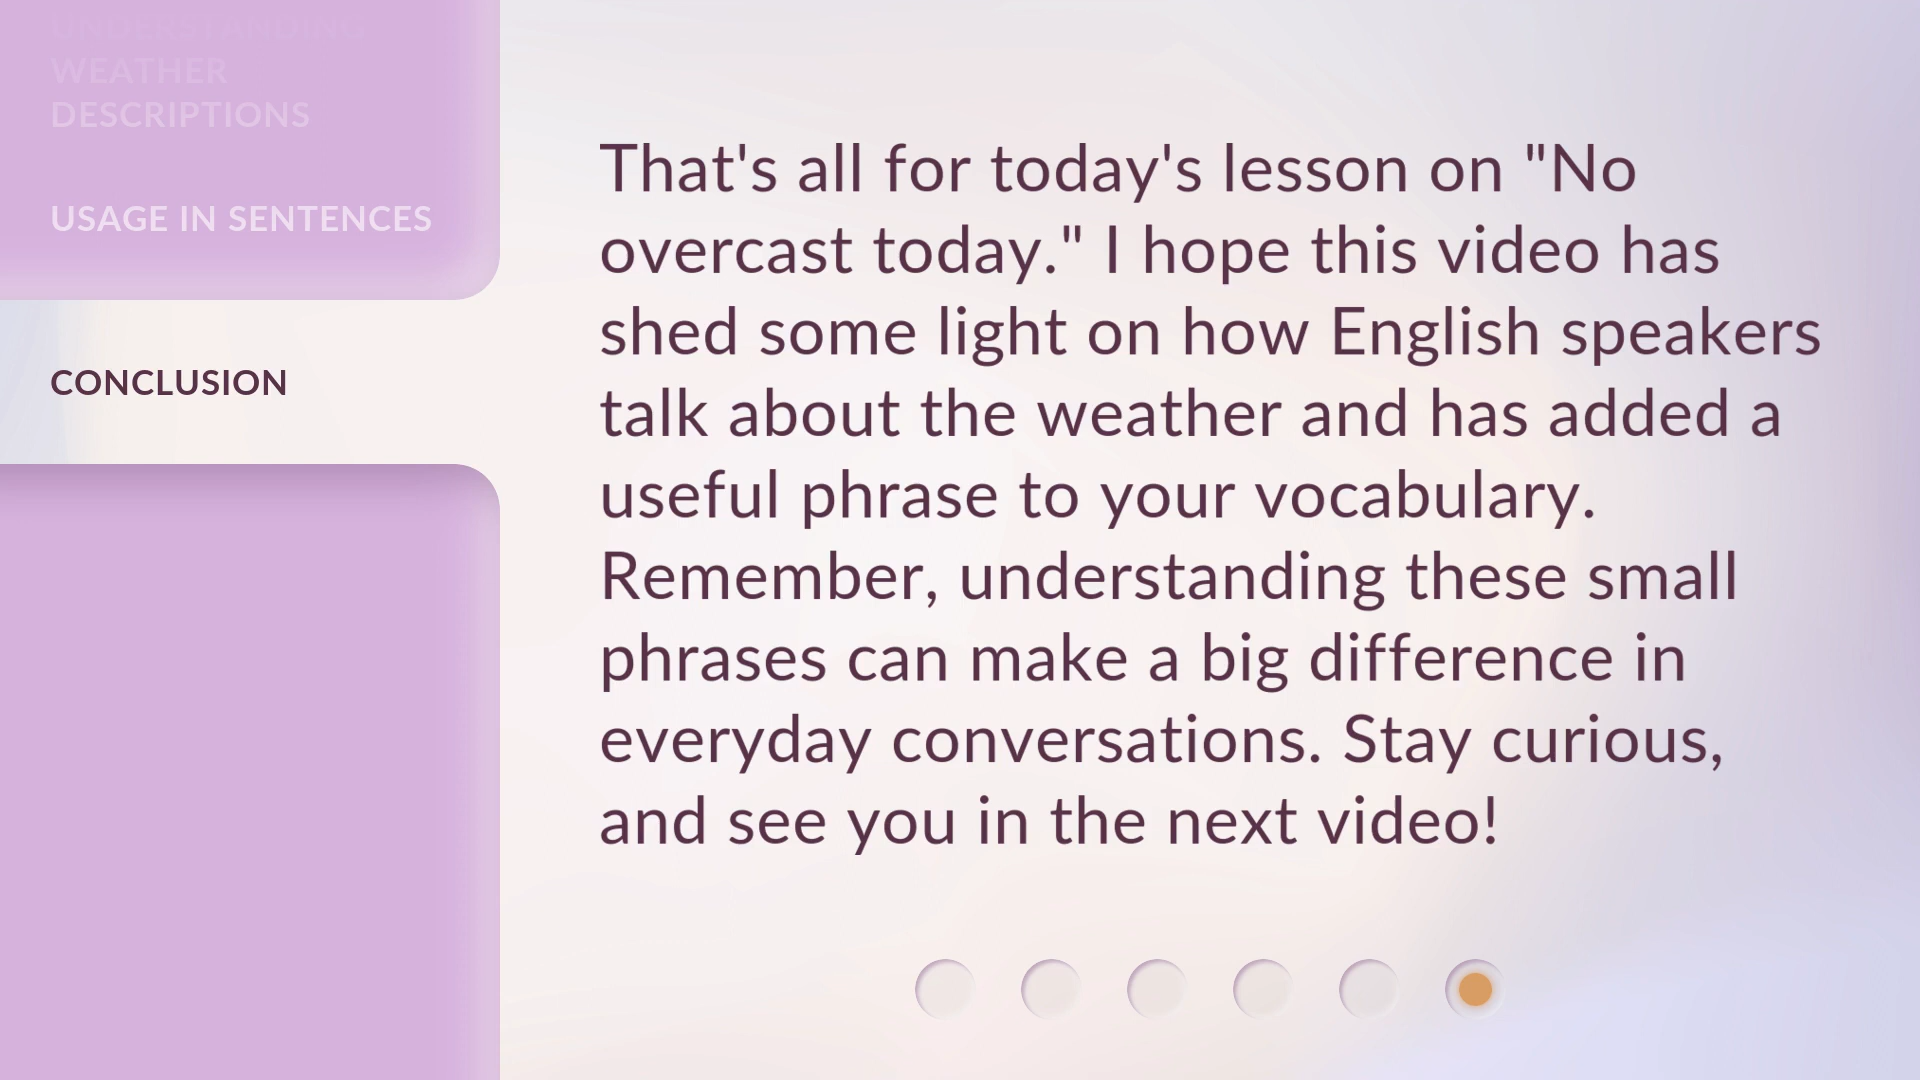 UNDERSTANDING
WEATHER
DESCRIPTIONS
USAGE IN SENTENCES
CONCLUSION
That's all for today's lesson on "No
overcast today." I hope this video has
shed some light on how English speakers
talk about the weather and has added a
useful phrase to your vocabulary.
Remember, understanding these small
phrases can make a big difference in
everyday conversations. Stay curious,
and see you in the next video!